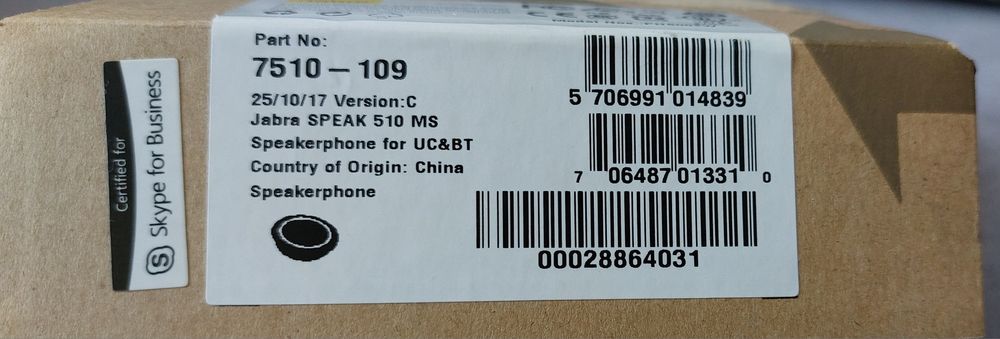 Certified for
S Skype for Business
Part No:
7510 – 109
25/10/17 Version:C
Jabra SPEAK 510 MS
Speakerphone for UC&BT
Country of Origin: China
Speakerphone
5 706991 014839
7 06487 01331 0
00028864031